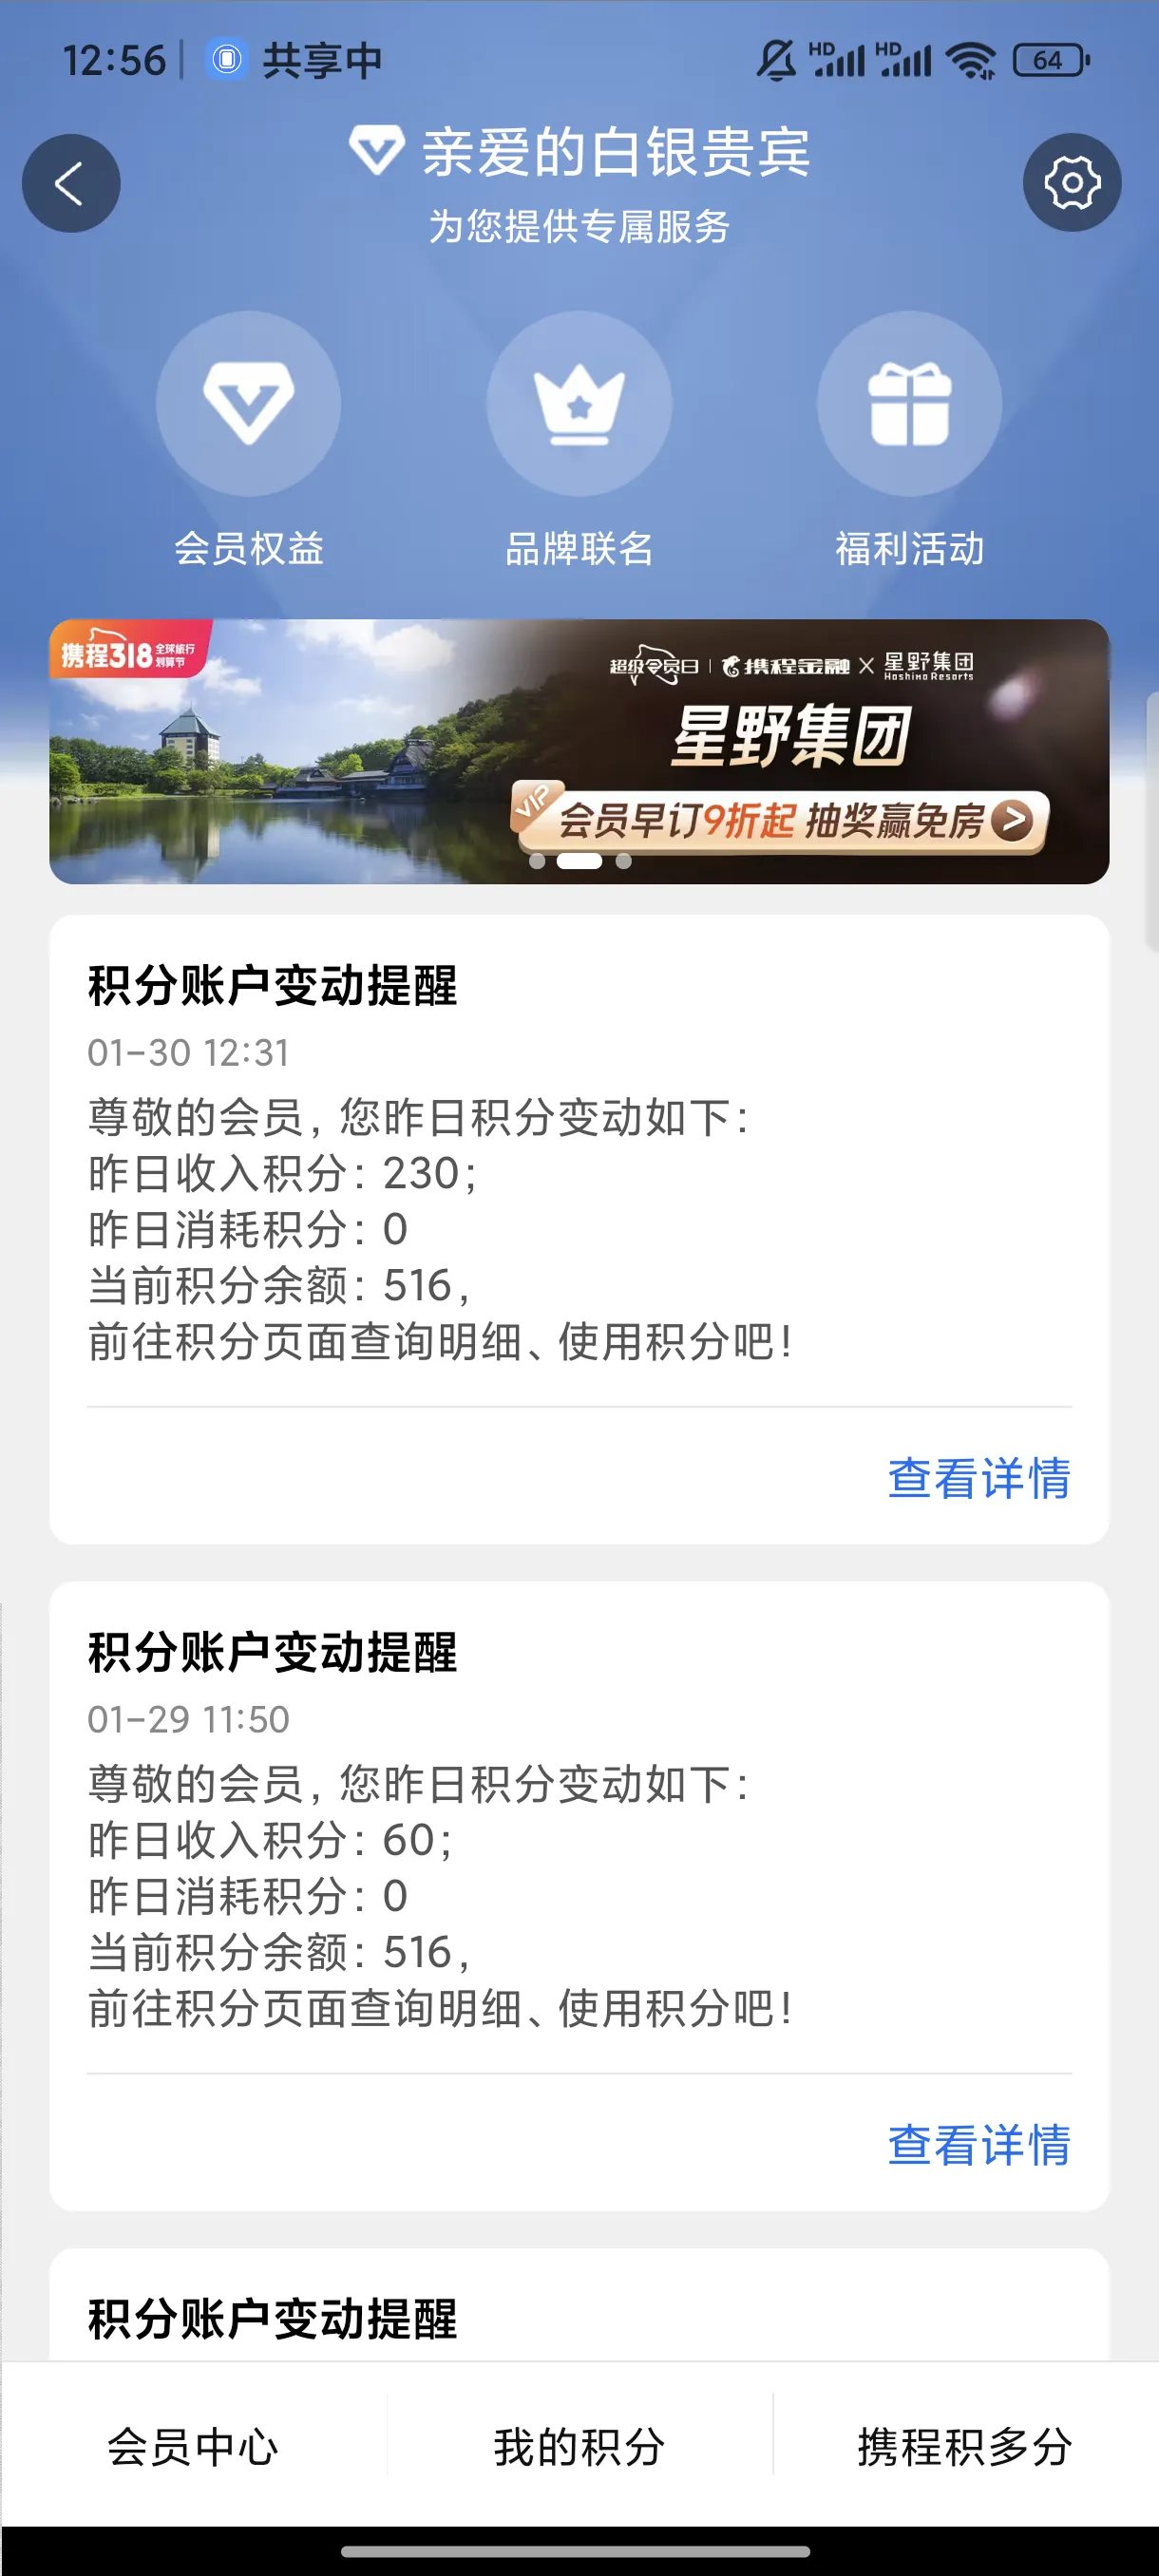 12:56
共享中
HD HD 64
亲爱的白银贵宾
为您提供专属服务
会员权益
品牌联名
福利活动
携程318 全球旅行划算节
超级会员日 | 携程金融 X 星野集团 Hoshino Resorts
星野集团
VIP 会员早订9折起 抽奖赢免房 >
积分账户变动提醒
01-30 12:31
尊敬的会员, 您昨日积分变动如下:
昨日收入积分: 230;
昨日消耗积分: 0
当前积分余额: 516,
前往积分页面查询明细、使用积分吧!
查看详情
积分账户变动提醒
01-29 11:50
尊敬的会员, 您昨日积分变动如下:
昨日收入积分: 60;
昨日消耗积分: 0
当前积分余额: 516,
前往积分页面查询明细、使用积分吧!
查看详情
积分账户变动提醒
会员中心
我的积分
携程积多分